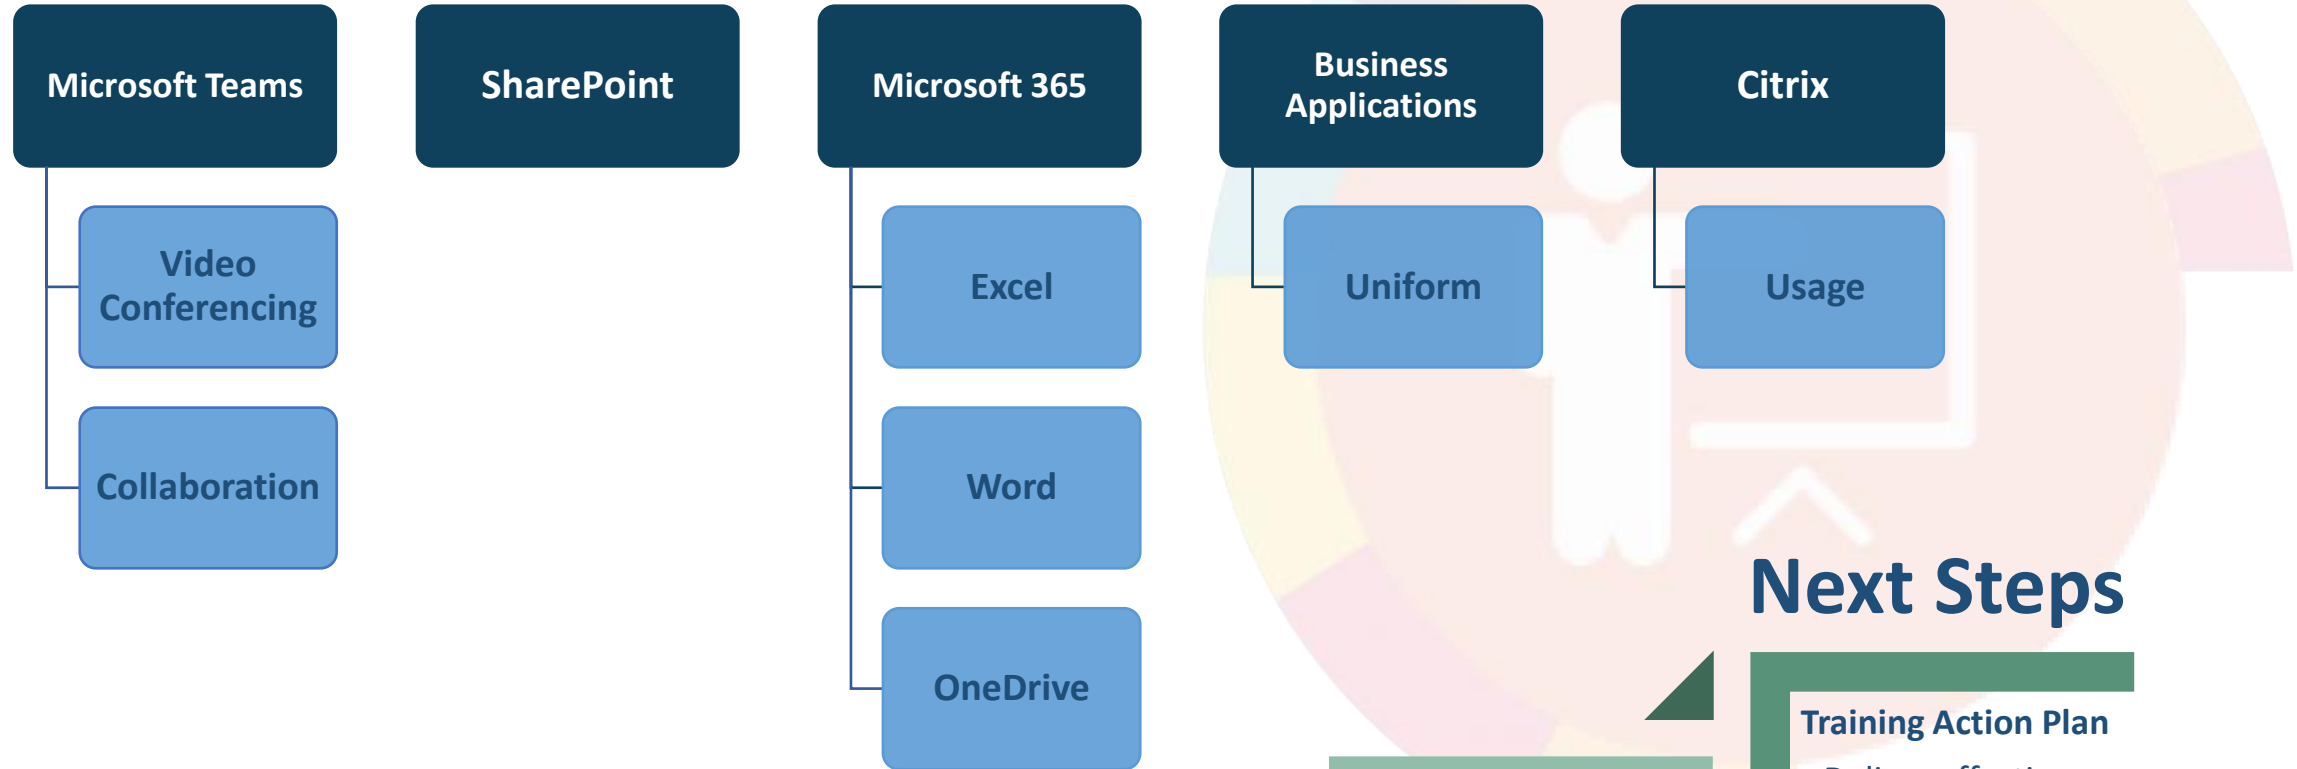 Microsoft Teams
Video
Conferencing
Collaboration
SharePoint
Microsoft 365
Excel
Word
OneDrive
Business
Applications
Uniform
Citrix
Usage
Next Steps
Training Action Plan